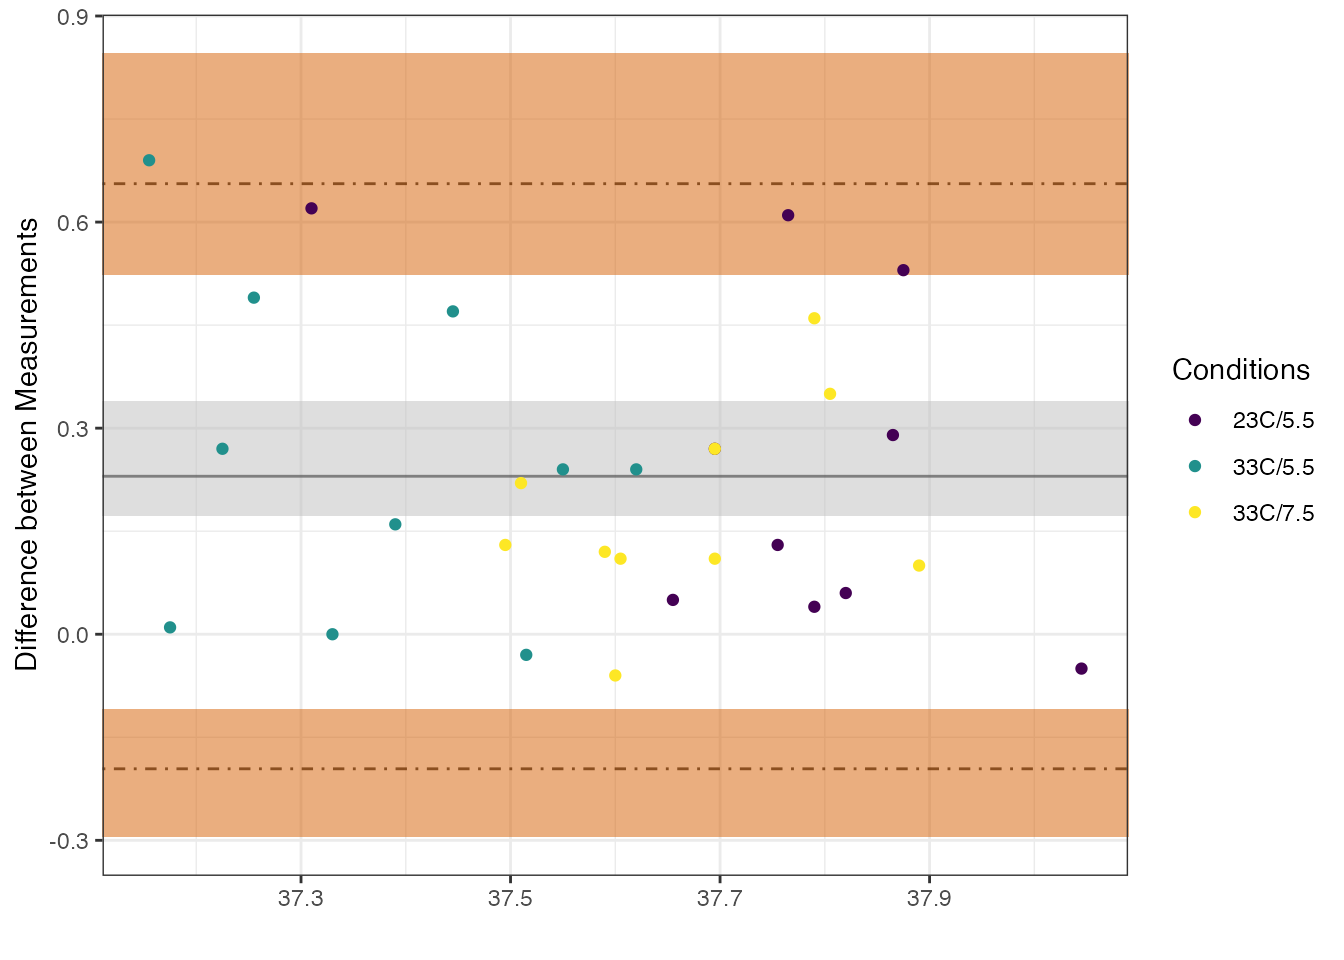 0.9
0.6
0.3
0.0
-0.3
Difference between Measurements
37.3 37.5 37.7 37.9
Conditions
23C/5.5
33C/5.5
33C/7.5